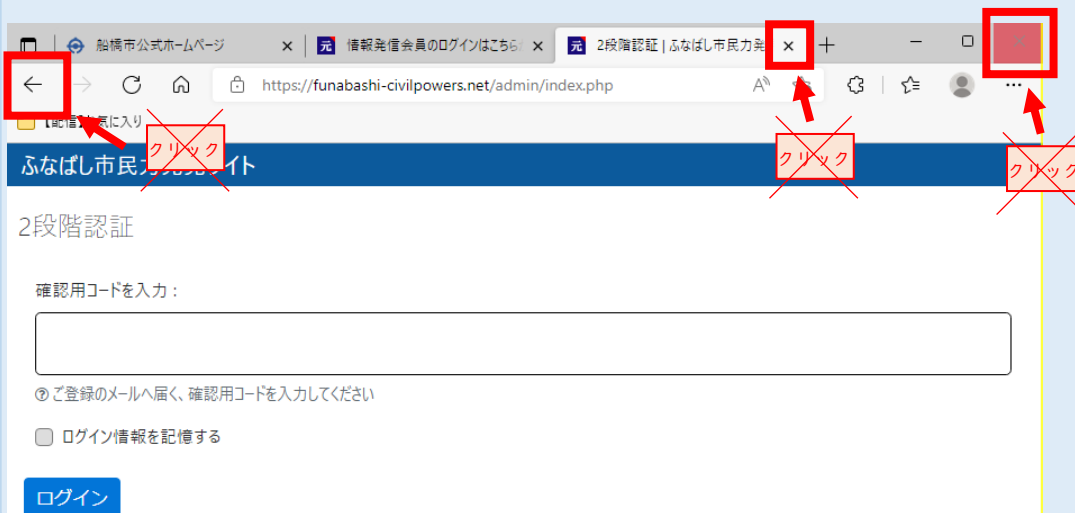 船橋市公式ホームページ
情報発信会員のログインはこちら
2段階認証 | ふなばし市民力発
https://funabashi-civilpowers.net/admin/index.php
【配信】お気に入り
クリック
クリック
クリック
ふなばし市民力発見サイト
2段階認証
確認用コードを入力：
ご登録のメールへ届く、確認用コードを入力してください
ログイン情報を記憶する
ログイン